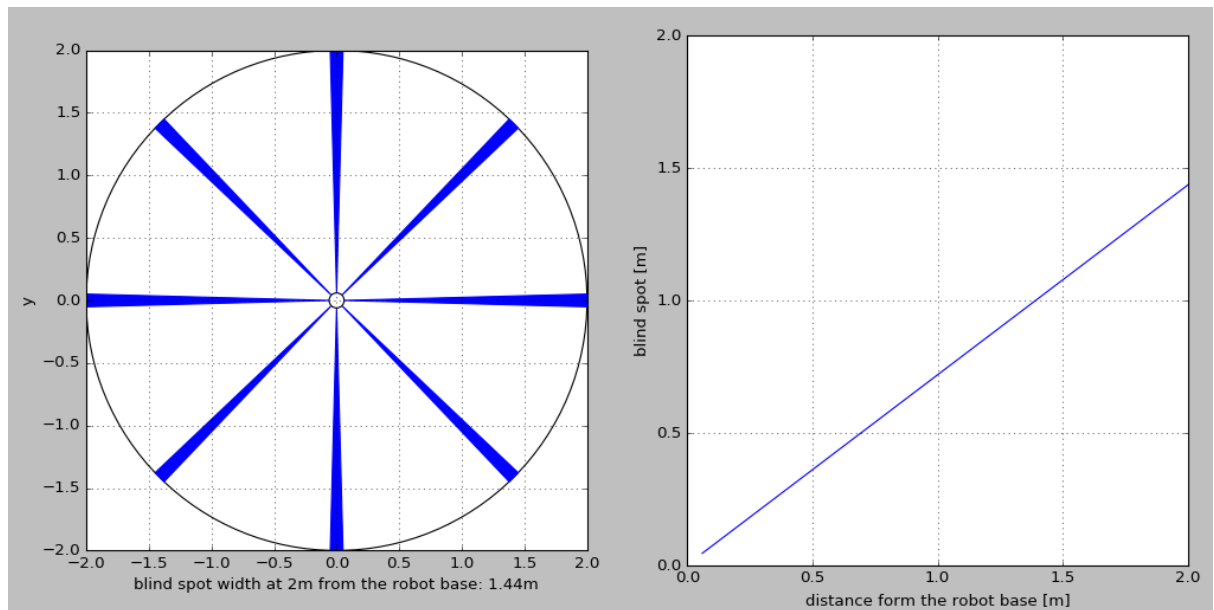 2.0
1.5
1.0
0.5
0.0
−0.5
−1.0
−1.5
−2.0
y
−2.0 −1.5 −1.0 −0.5 0.0 0.5 1.0 1.5 2.0
blind spot width at 2m from the robot base: 1.44m
2.0
1.5
1.0
0.5
0.0
blind spot [m]
0.0 0.5 1.0 1.5 2.0
distance form the robot base [m]